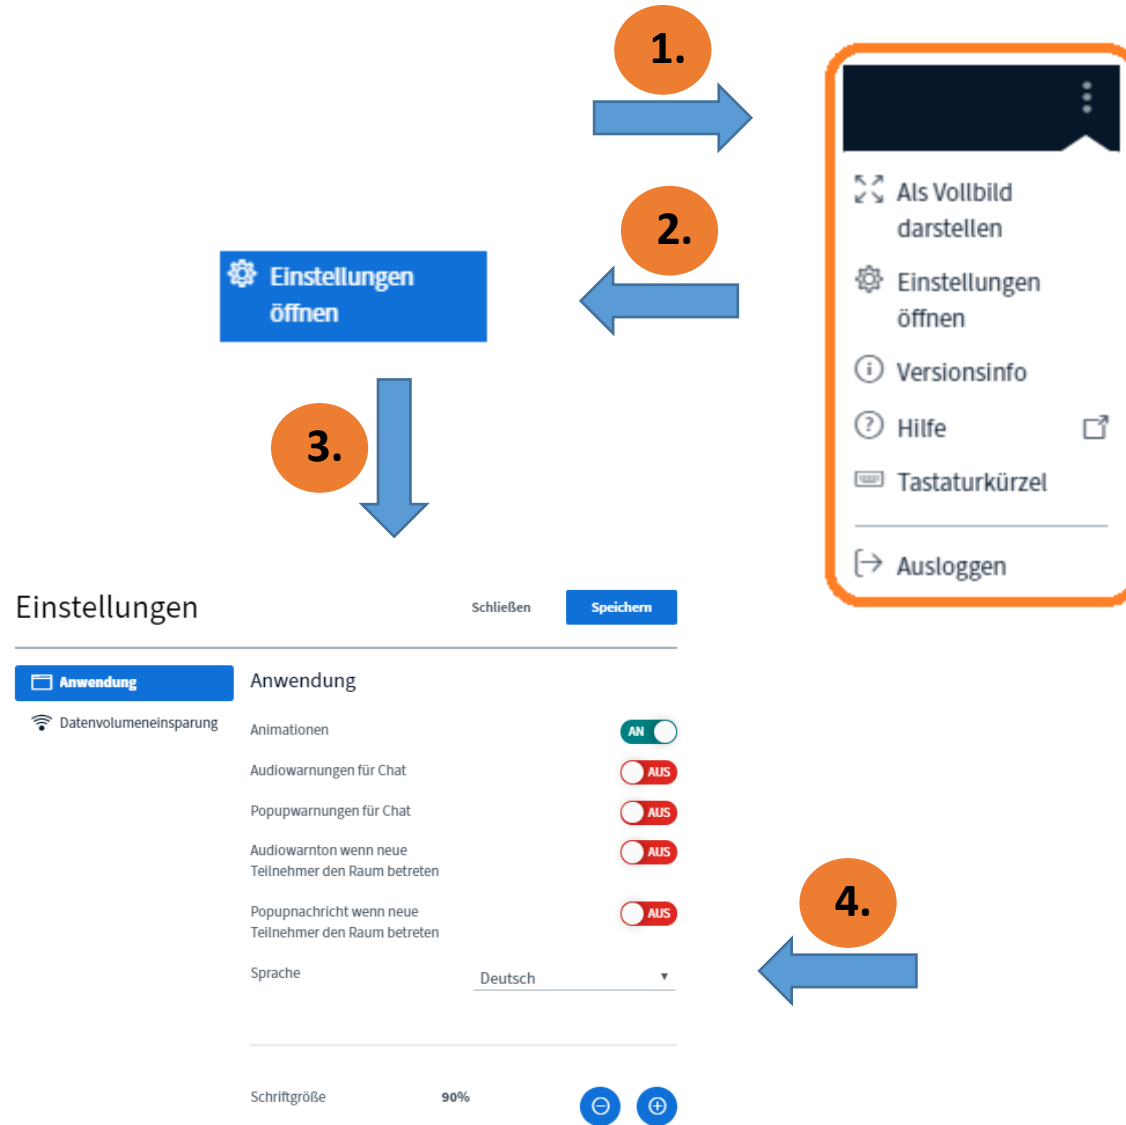 1.
Als Vollbild
darstellen
Einstellungen
öffnen
Versionsinfo
Hilfe
Tastaturkürzel
Ausloggen
2.
Einstellungen
öffnen
3.
Einstellungen
Schließen
Speichern
Anwendung
Datenvolumeneinsparung
Anwendung
Animationen
AN
Audiowarnungen für Chat
AUS
Popupwarnungen für Chat
AUS
Audiowarnton wenn neue
Teilnehmer den Raum betreten
AUS
Popupnachricht wenn neue
Teilnehmer den Raum betreten
AUS
Sprache
Deutsch
4.
Schriftgröße
90%